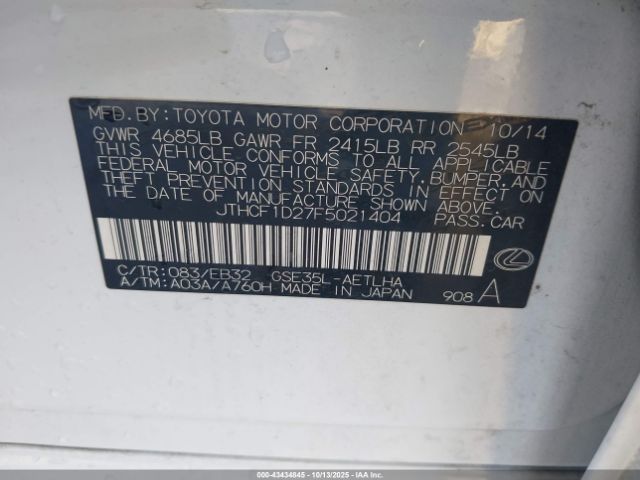 MFD. BY: TOYOTA MOTOR CORPORATION 10/14
GVWR 4685LB GAWR FR 2415LB RR 2545LB
THIS VEHICLE CONFORMS TO ALL APPLICABLE
FEDERAL MOTOR VEHICLE SAFETY, BUMPER, AND
THEFT PREVENTION STANDARDS IN EFFECT ON
THE DATE OF MANUFACTURE SHOWN ABOVE.
JTHCF1D27F5021404 PASS.CAR
C/TR: 083/EB32 GSE35L-AETLHA
A/TM: A03A/A760H MADE IN JAPAN
908 A
000-43434845 | 10/13/2025 | IAAI.CA